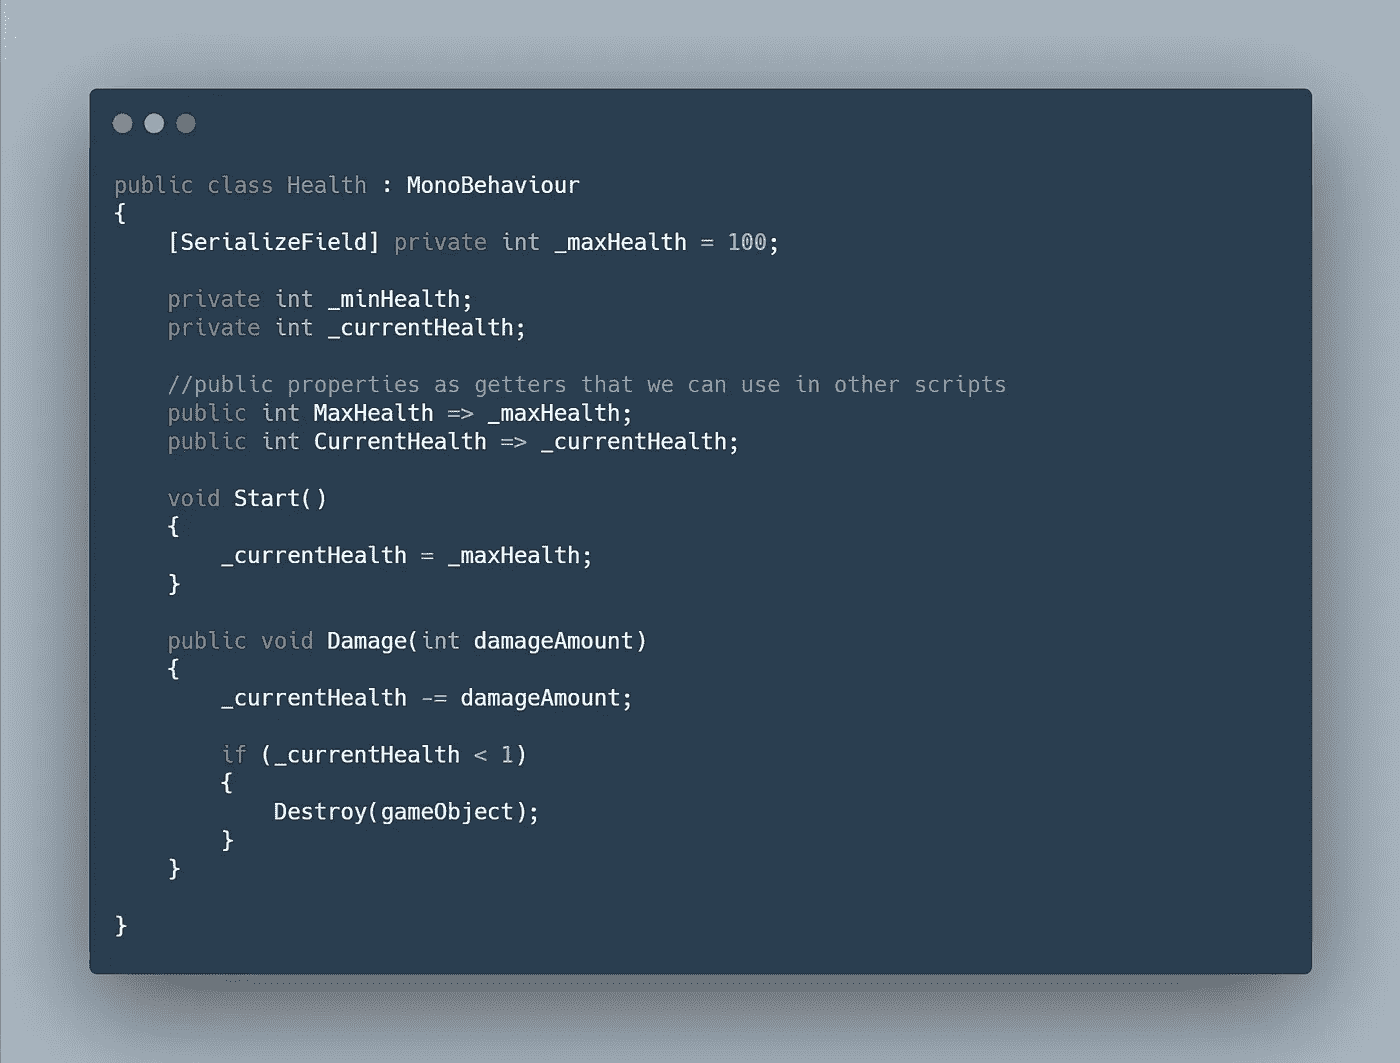 public class Health : MonoBehaviour
{
    [SerializeField] private int _maxHealth = 100;

    private int _minHealth;
    private int _currentHealth;

    //public properties as getters that we can use in other scripts
    public int MaxHealth => _maxHealth;
    public int CurrentHealth => _currentHealth;

    void Start()
    {
        _currentHealth = _maxHealth;
    }

    public void Damage(int damageAmount)
    {
        _currentHealth -= damageAmount;

        if (_currentHealth < 1)
        {
            Destroy(gameObject);
        }
    }

}